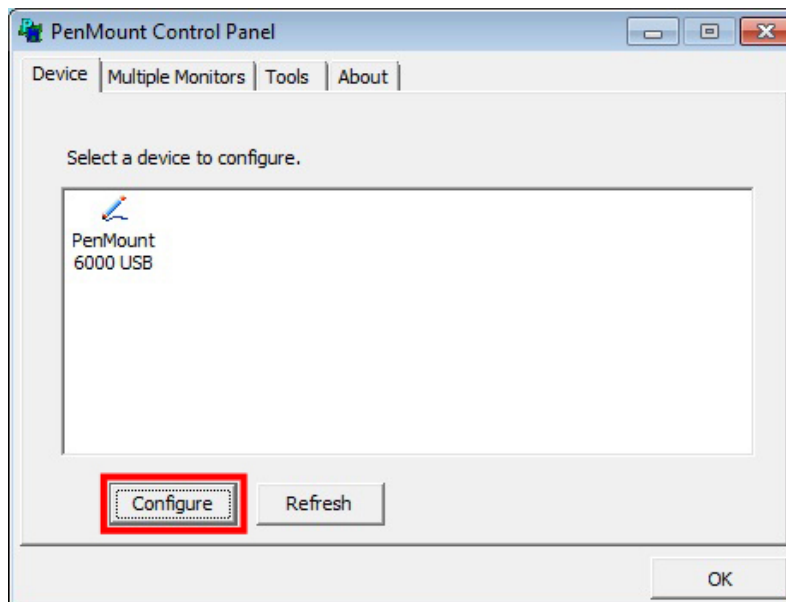 PenMount Control Panel
Device Multiple Monitors Tools About
Select a device to configure.
PenMount
6000 USB
Configure Refresh
OK